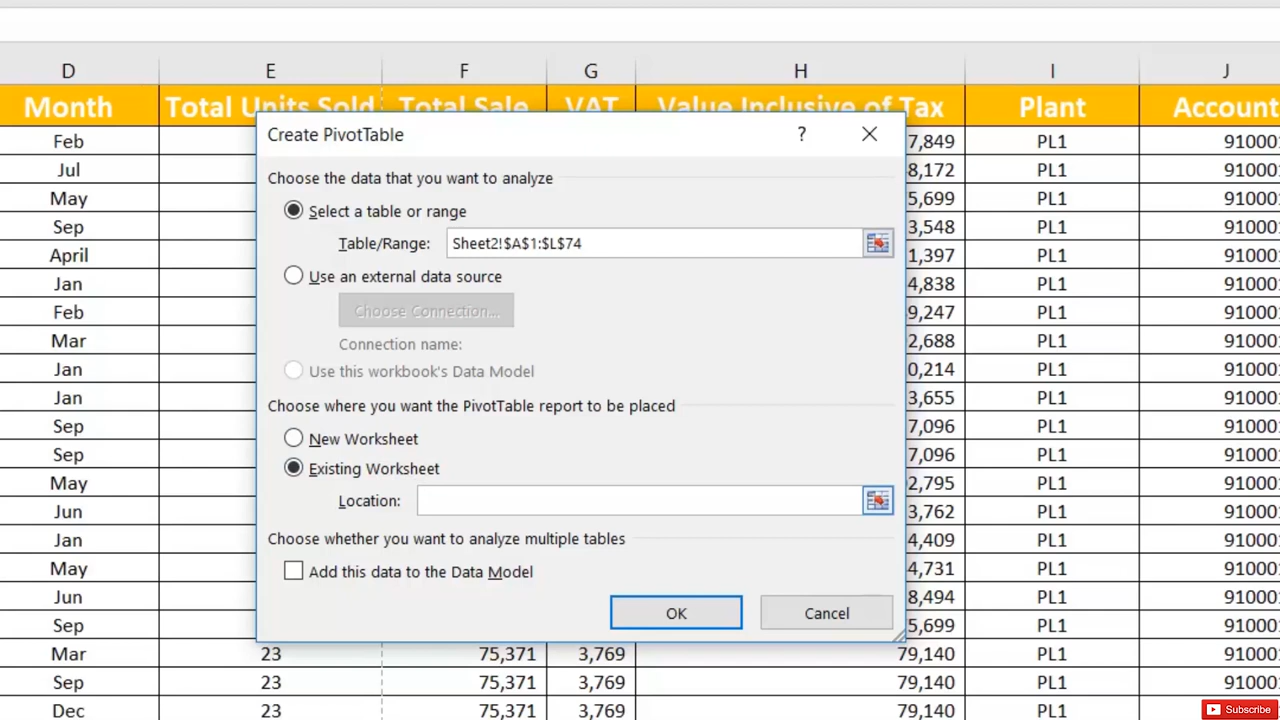 D E F G H I J
Month Total Units Sold Total Sale VAT Value Inclusive of Tax Plant Account
Create PivotTable ? ×
Choose the data that you want to analyze
Select a table or range
Table/Range: Sheet2!$A$1:$L$74
Use an external data source
Choose Connection...
Connection name:
Use this workbook's Data Model
Choose where you want the PivotTable report to be placed
New Worksheet
Existing Worksheet
Location:
Choose whether you want to analyze multiple tables
Add this data to the Data Model
OK Cancel
Feb 7,849 PL1 91000
Jul 8,172 PL1 91000
May 5,699 PL1 91000
Sep 3,548 PL1 91000
April 1,397 PL1 91000
Jan 4,838 PL1 91000
Feb 9,247 PL1 91000
Mar 2,688 PL1 91000
Jan 0,214 PL1 91000
Jan 3,655 PL1 91000
Sep 7,096 PL1 91000
Sep 7,096 PL1 91000
May 2,795 PL1 91000
Jun 3,762 PL1 91000
Jan 4,409 PL1 91000
May 4,731 PL1 91000
Jun 8,494 PL1 91000
Sep 5,699 PL1 91000
Mar 23 75,371 3,769 79,140 PL1 91000
Sep 23 75,371 3,769 79,140 PL1 91000
Dec 23 75,371 3,769 79,140 PL1 91000
Subscribe